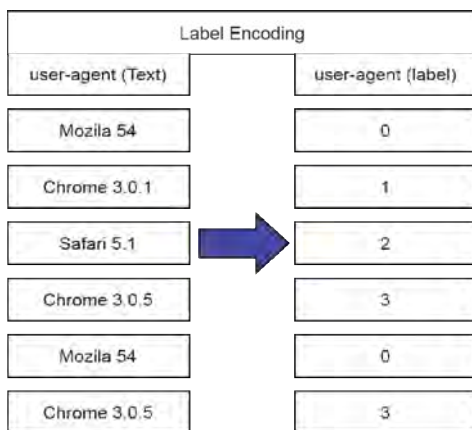 Label Encoding
user-agent (Text) user-agent (label)
Mozila 54 0
Chrome 3.0.1 1
Safari 5.1 2
Chrome 3.0.5 3
Mozila 54 0
Chrome 3.0.5 3